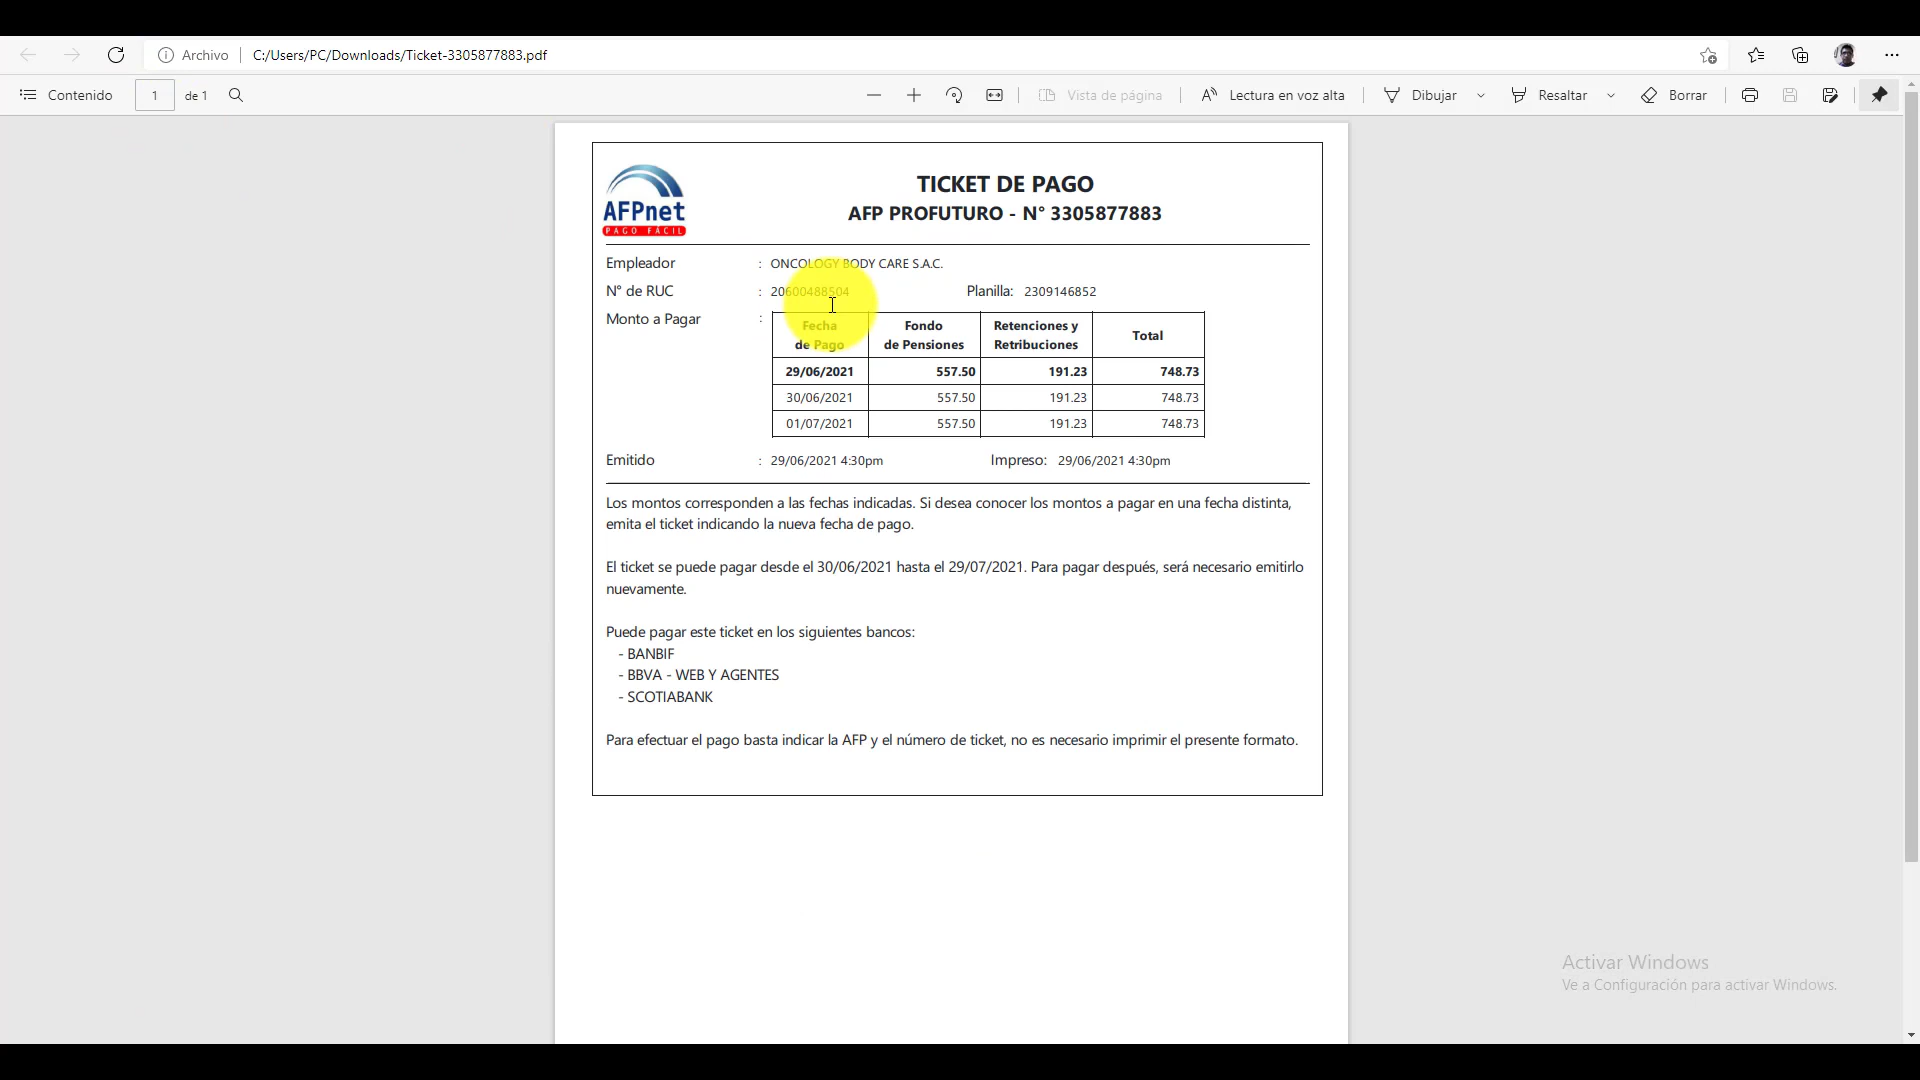 Archivo C:/Users/PC/Downloads/Ticket-3305877883.pdf
Contenido 1 de 1 Vista de página Lectura en voz alta Dibujar Resaltar Borrar
AFPnet
PAGO FÁCIL
TICKET DE PAGO
AFP PROFUTURO - N° 3305877883
Empleador : ONCOLOGY BODY CARE S.A.C.
N° de RUC : 20600488504 Planilla: 2309146852
Monto a Pagar :
Fecha de Pago Fondo de Pensiones Retenciones y Retribuciones Total
29/06/2021 557.50 191.23 748.73
30/06/2021 557.50 191.23 748.73
01/07/2021 557.50 191.23 748.73
Emitido : 29/06/2021 4:30pm Impreso: 29/06/2021 4:30pm
Los montos corresponden a las fechas indicadas. Si desea conocer los montos a pagar en una fecha distinta,
emita el ticket indicando la nueva fecha de pago.
El ticket se puede pagar desde el 30/06/2021 hasta el 29/07/2021. Para pagar después, será necesario emitirlo
nuevamente.
Puede pagar este ticket en los siguientes bancos:
- BANBIF
- BBVA - WEB Y AGENTES
- SCOTIABANK
Para efectuar el pago basta indicar la AFP y el número de ticket, no es necesario imprimir el presente formato.
Activar Windows
Ve a Configuración para activar Windows.